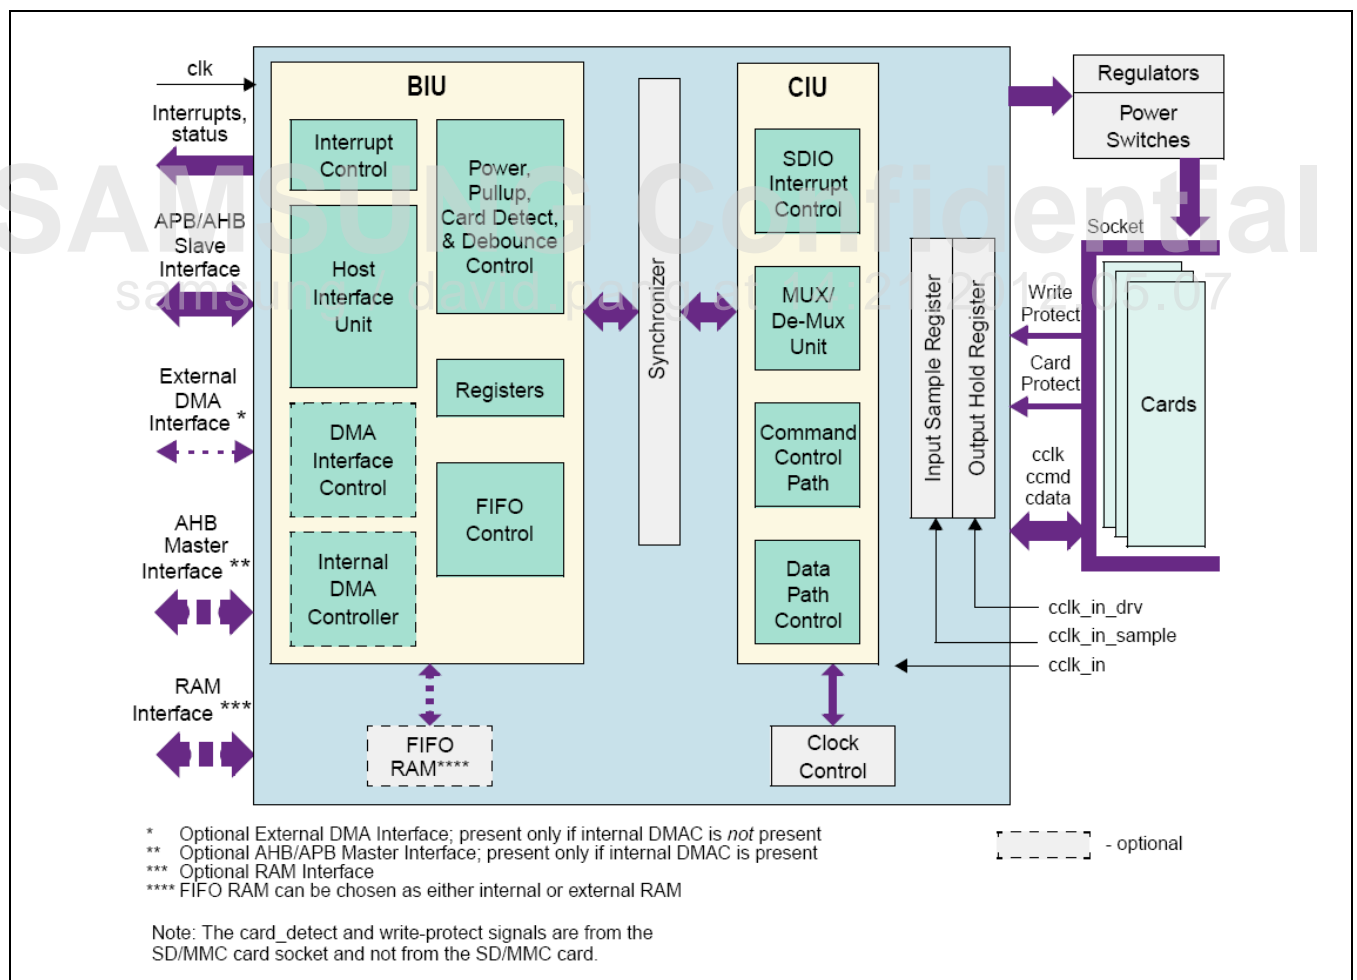 clk
Interrupts,
status
APB/AHB
Slave
Interface
External
DMA
Interface *
AHB
Master
Interface **
RAM
Interface ***
BIU
Interrupt
Control
Host
Interface
Unit
DMA
Interface
Control
Internal
DMA
Controller
Power,
Pullup,
Card Detect,
& Debounce
Control
Registers
FIFO
Control
FIFO
RAM****
Synchronizer
CIU
SDIO
Interrupt
Control
MUX/
De-Mux
Unit
Command
Control
Path
Data
Path
Control
Clock
Control
Input Sample Register
Output Hold Register
Regulators
Power
Switches
Socket
Write
Protect
Card
Protect
cclk
ccmd
cdata
Cards
cclk_in_drv
cclk_in_sample
cclk_in
SAMSUNG Confidential
* Optional External DMA Interface; present only if internal DMAC is not present
** Optional AHB/APB Master Interface; present only if internal DMAC is present
*** Optional RAM Interface
**** FIFO RAM can be chosen as either internal or external RAM
- optional
Note: The card_detect and write-protect signals are from the
SD/MMC card socket and not from the SD/MMC card.